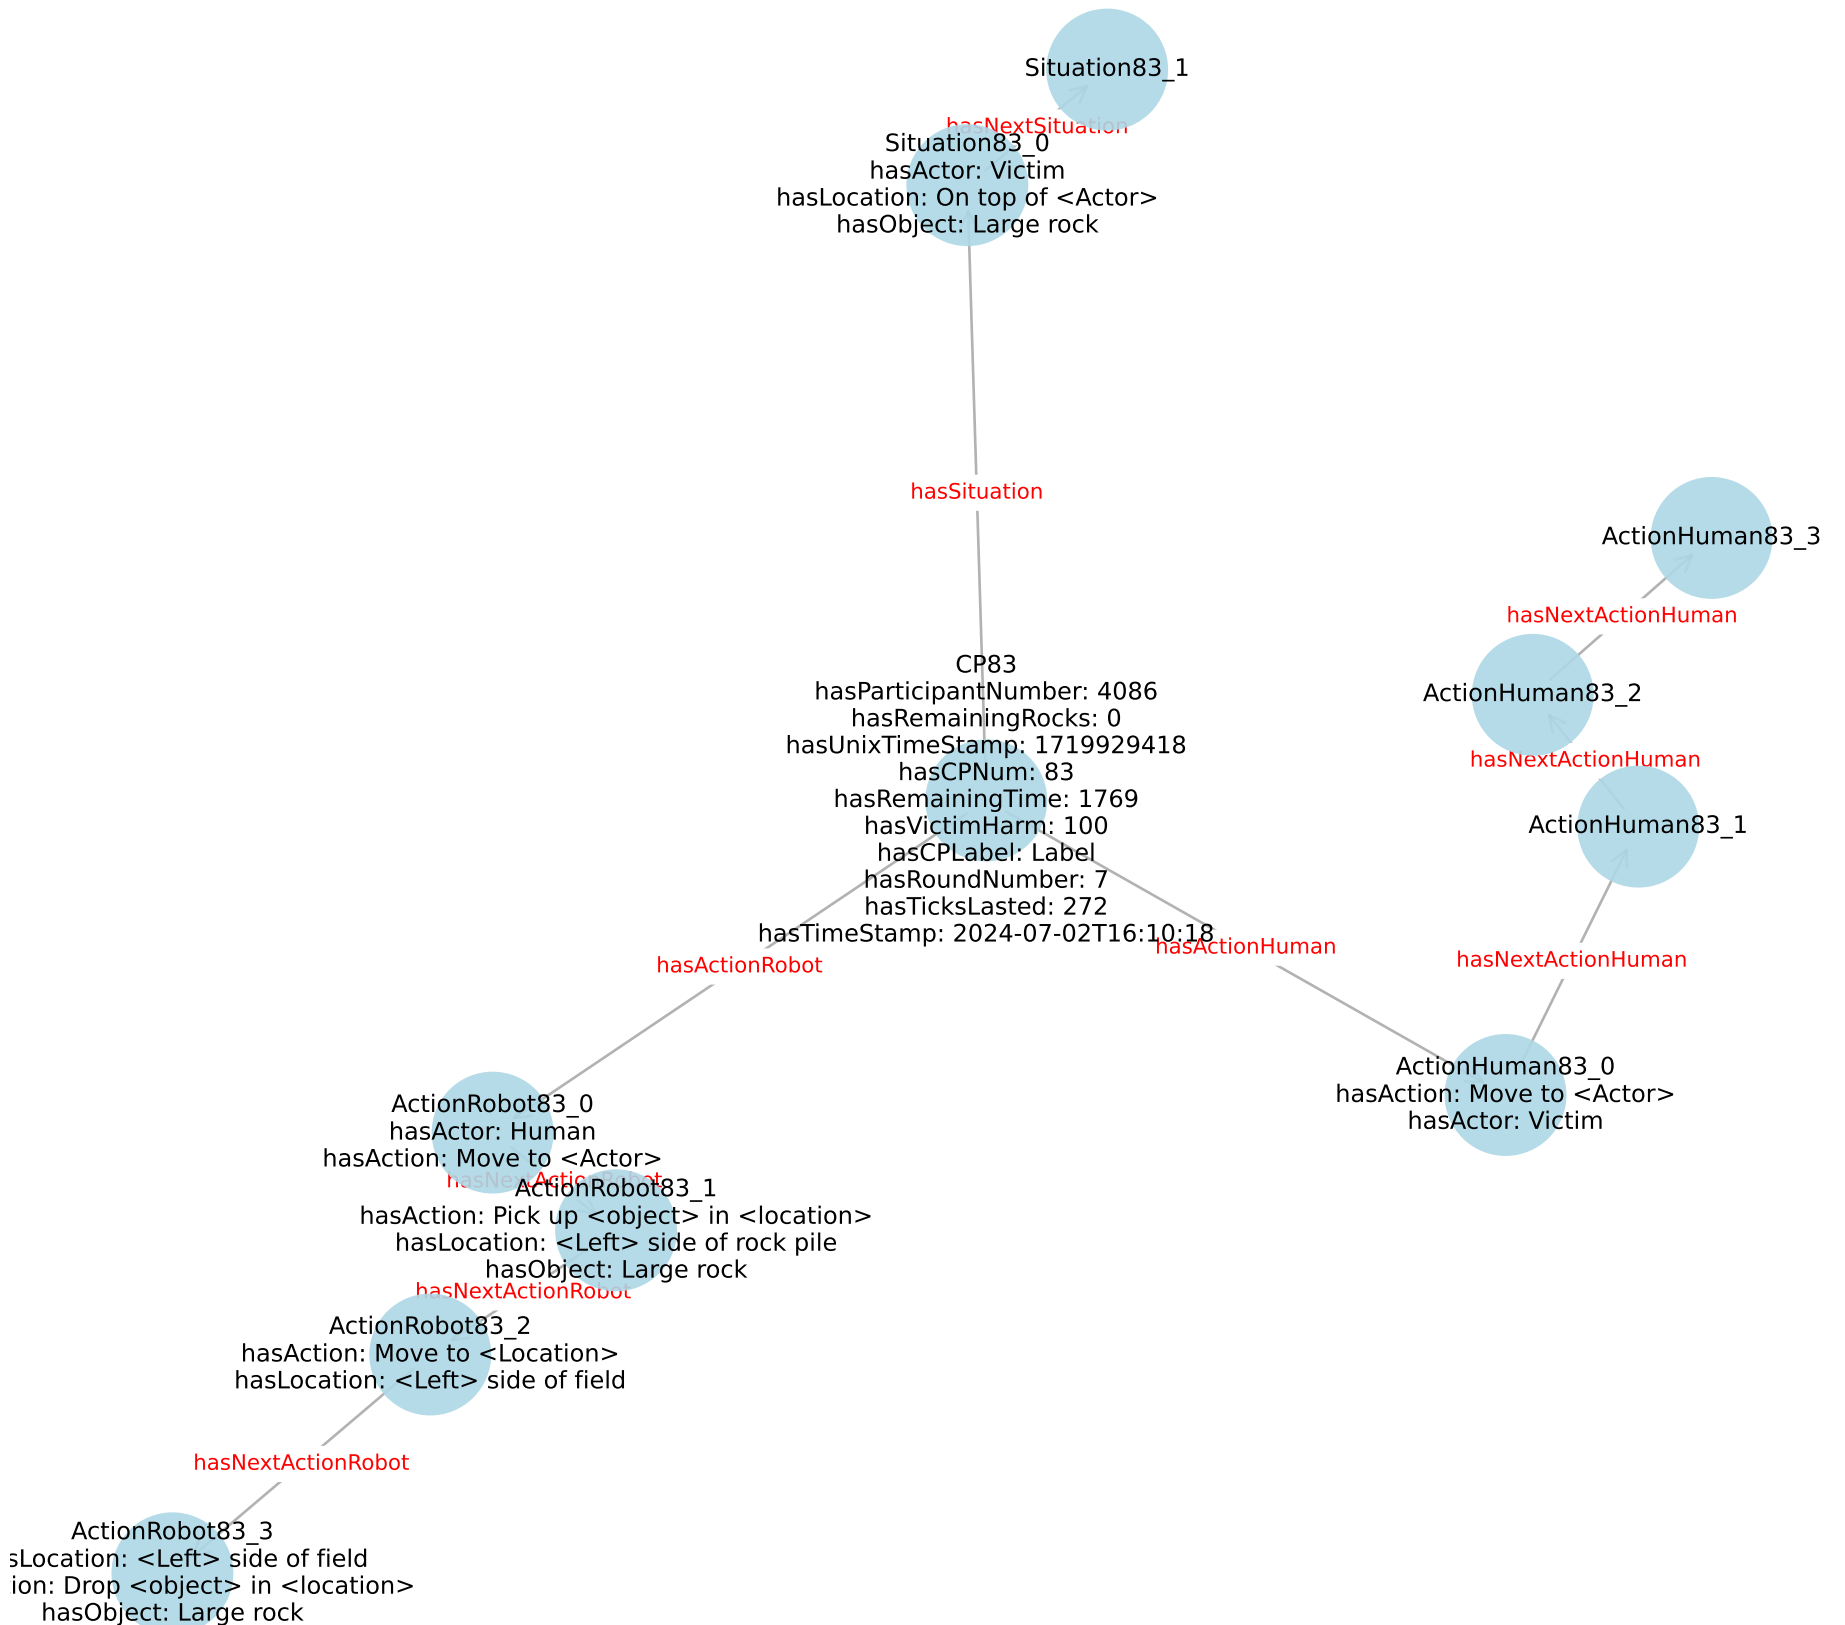 Situation83_1
hasNextSituation
Situation83_0
hasActor: Victim
hasLocation: On top of <Actor>
hasObject: Large rock
hasSituation
ActionHuman83_3
hasNextActionHuman
ActionHuman83_2
hasNextActionHuman
ActionHuman83_1
CP83
hasParticipantNumber: 4086
hasRemainingRocks: 0
hasUnixTimeStamp: 1719929418
hasCPNum: 83
hasRemainingTime: 1769
hasVictimHarm: 100
hasCPLabel: Label
hasRoundNumber: 7
hasTicksLasted: 272
hasTimeStamp: 2024-07-02T16:10:18
hasActionHuman
hasNextActionHuman
hasActionRobot
ActionHuman83_0
hasAction: Move to <Actor>
hasActor: Victim
ActionRobot83_0
hasActor: Human
hasAction: Move to <Actor>
hasNextActionRobot
ActionRobot83_1
hasAction: Pick up <object> in <location>
hasLocation: <Left> side of rock pile
hasObject: Large rock
hasNextActionRobot
ActionRobot83_2
hasAction: Move to <Location>
hasLocation: <Left> side of field
hasNextActionRobot
ActionRobot83_3
sLocation: <Left> side of field
ion: Drop <object> in <location>
hasObject: Large rock